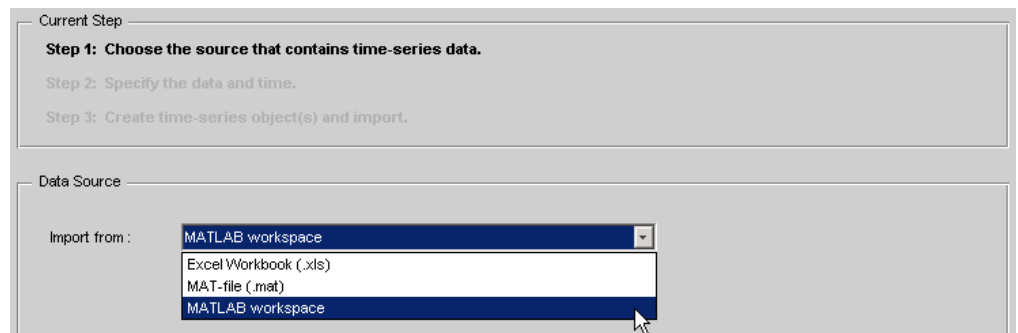 Current Step
Step 1: Choose the source that contains time-series data.
Step 2: Specify the data and time.
Step 3: Create time-series object(s) and import.
Data Source
Import from : MATLAB workspace
Excel Workbook (.xls)
MAT-file (.mat)
MATLAB workspace